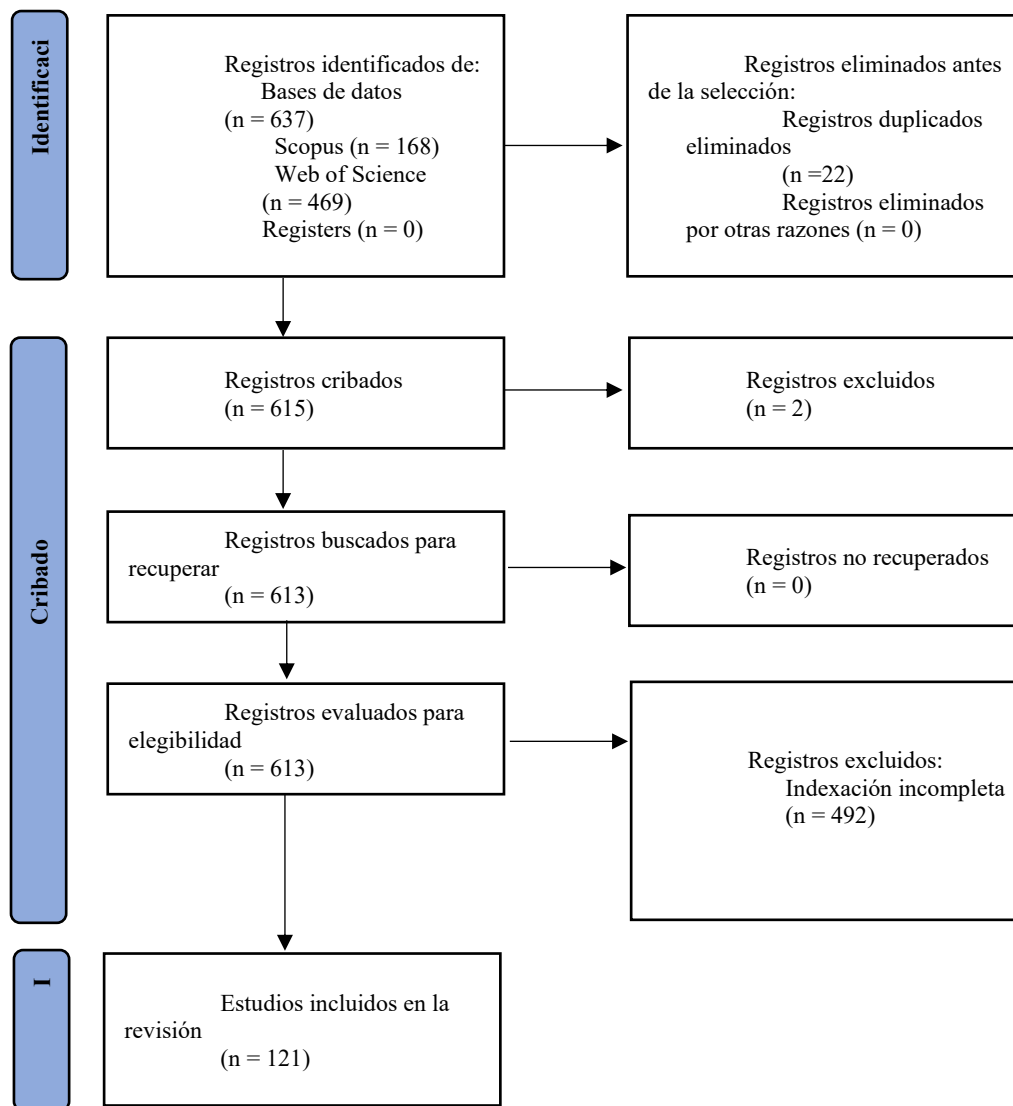 Identificaci
Registros identificados de:
Bases de datos
(n = 637)
Scopus (n = 168)
Web of Science
(n = 469)
Registers (n = 0)
Registros eliminados antes
de la selección:
Registros duplicados
eliminados
(n =22)
Registros eliminados
por otras razones (n = 0)
Cribado
Registros cribados
(n = 615)
Registros excluidos
(n = 2)
Registros buscados para
recuperar
(n = 613)
Registros no recuperados
(n = 0)
Registros evaluados para
elegibilidad
(n = 613)
Registros excluidos:
Indexación incompleta
(n = 492)
I
Estudios incluidos en la
revisión
(n = 121)